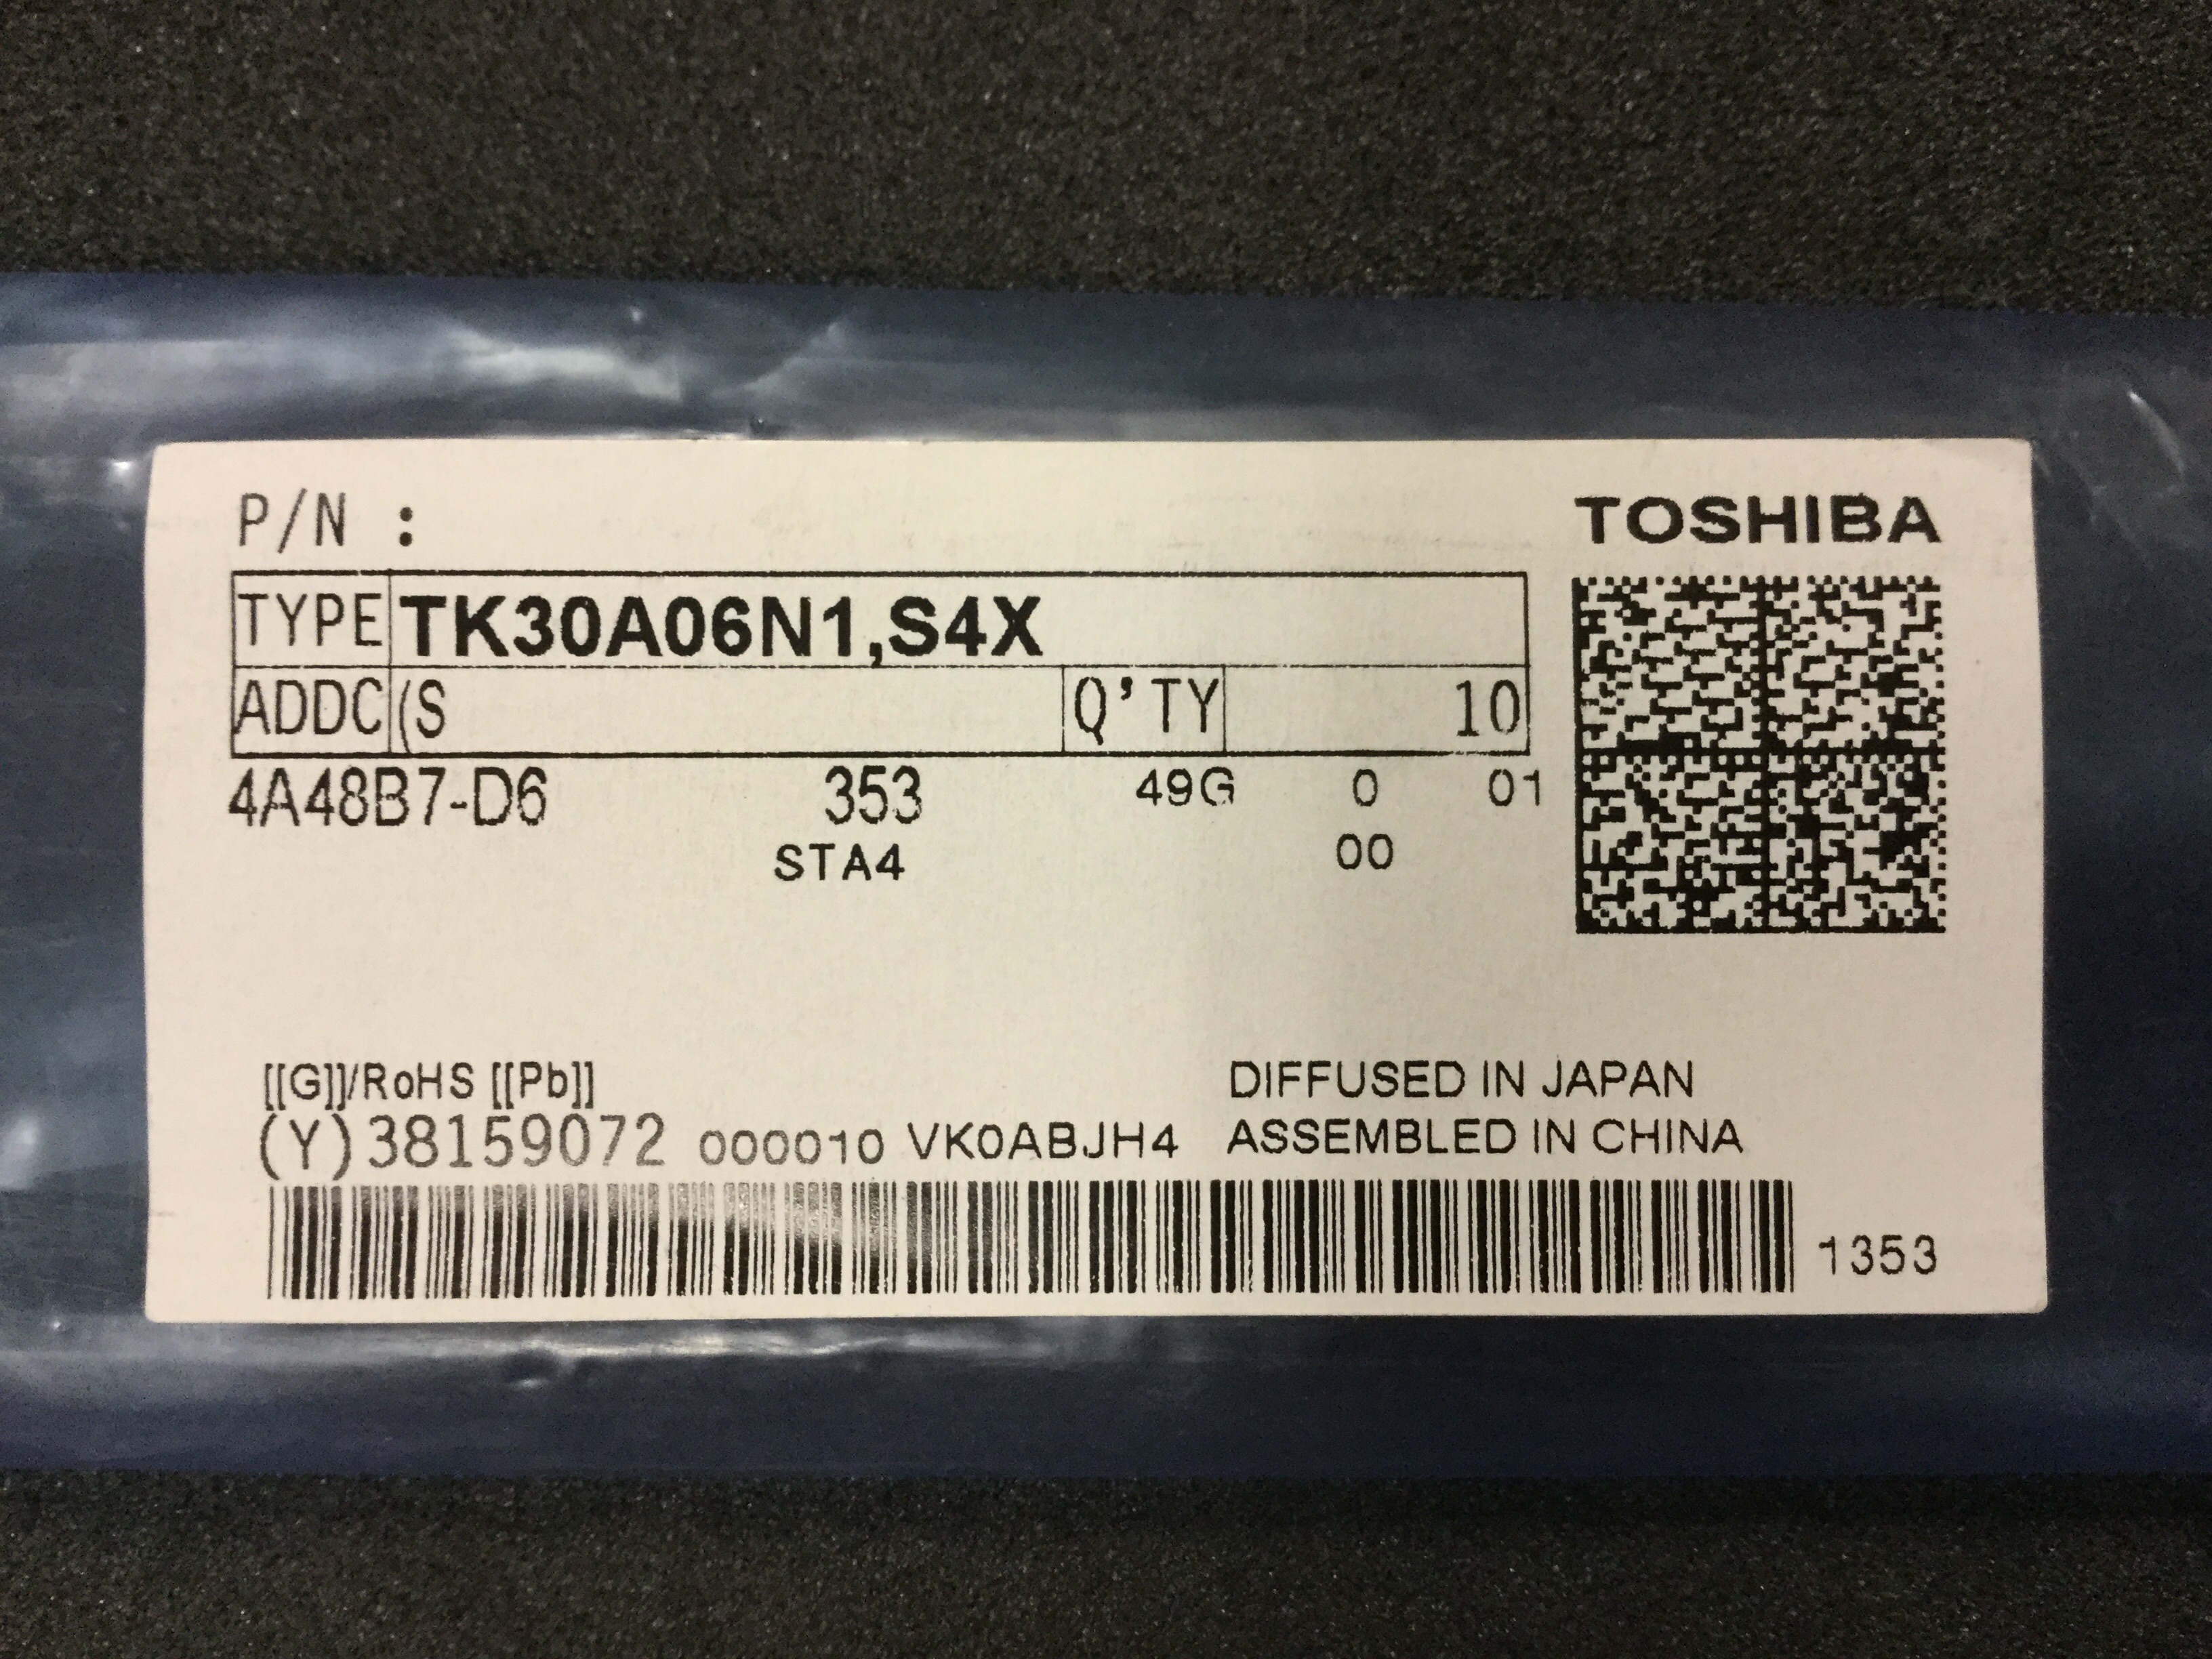 P/N :
TOSHIBA
TYPE TK30A06N1,S4X
ADDC (S Q'TY 10
4A48B7-D6 353 49G 0 01
STA4 00
[[G]]/RoHS [[Pb]] DIFFUSED IN JAPAN
(Y)38159072 000010 VK0ABJH4 ASSEMBLED IN CHINA
1353